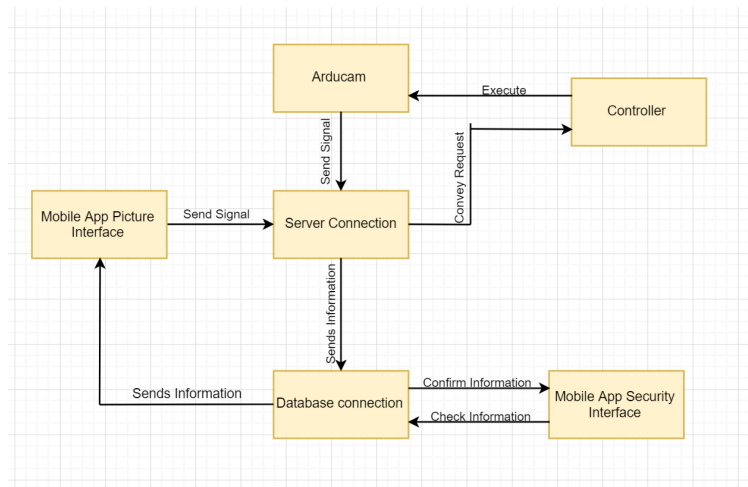 Arducam
Execute
Controller
Send Signal
Convey Request
Mobile App Picture
Interface
Send Signal
Server Connection
Sends Information
Sends Information
Database connection
Confirm Information
Check Information
Mobile App Security
Interface